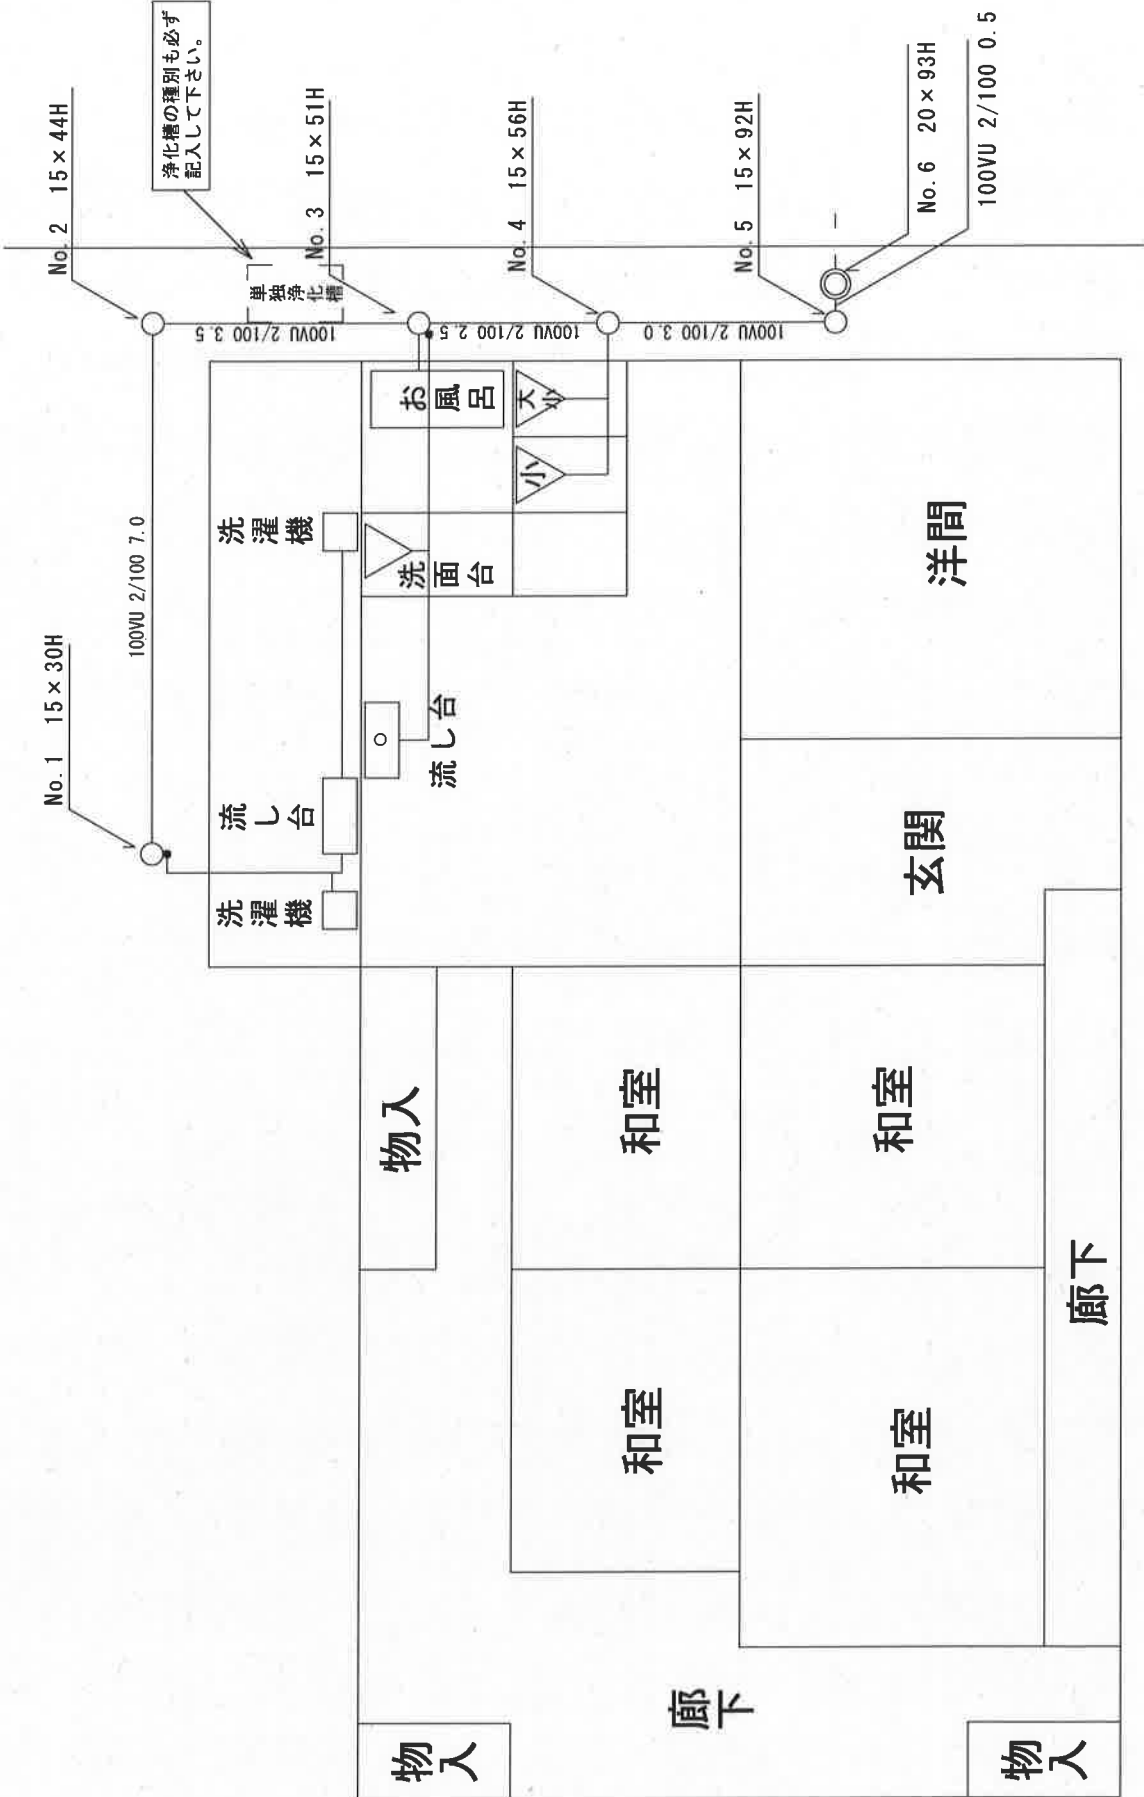 No.1 15×30H
No.2 15×44H
浄化槽の種別も必ず
記入して下さい。
No.3 15×51H
No.4 15×56H
No.5 15×92H
No.6 20×93H
100VU 2/100 0.5
100VU 2/100 7.0
100VU 2/100 3.5
100VU 2/100 2.5
100VU 2/100 3.0
単独浄化槽
洗濯機
流し台
洗濯機
お風呂
洗面台
流し台
大
小
小
物入
和室
和室
玄関
洋間
和室
和室
廊下
廊下
物入
物入